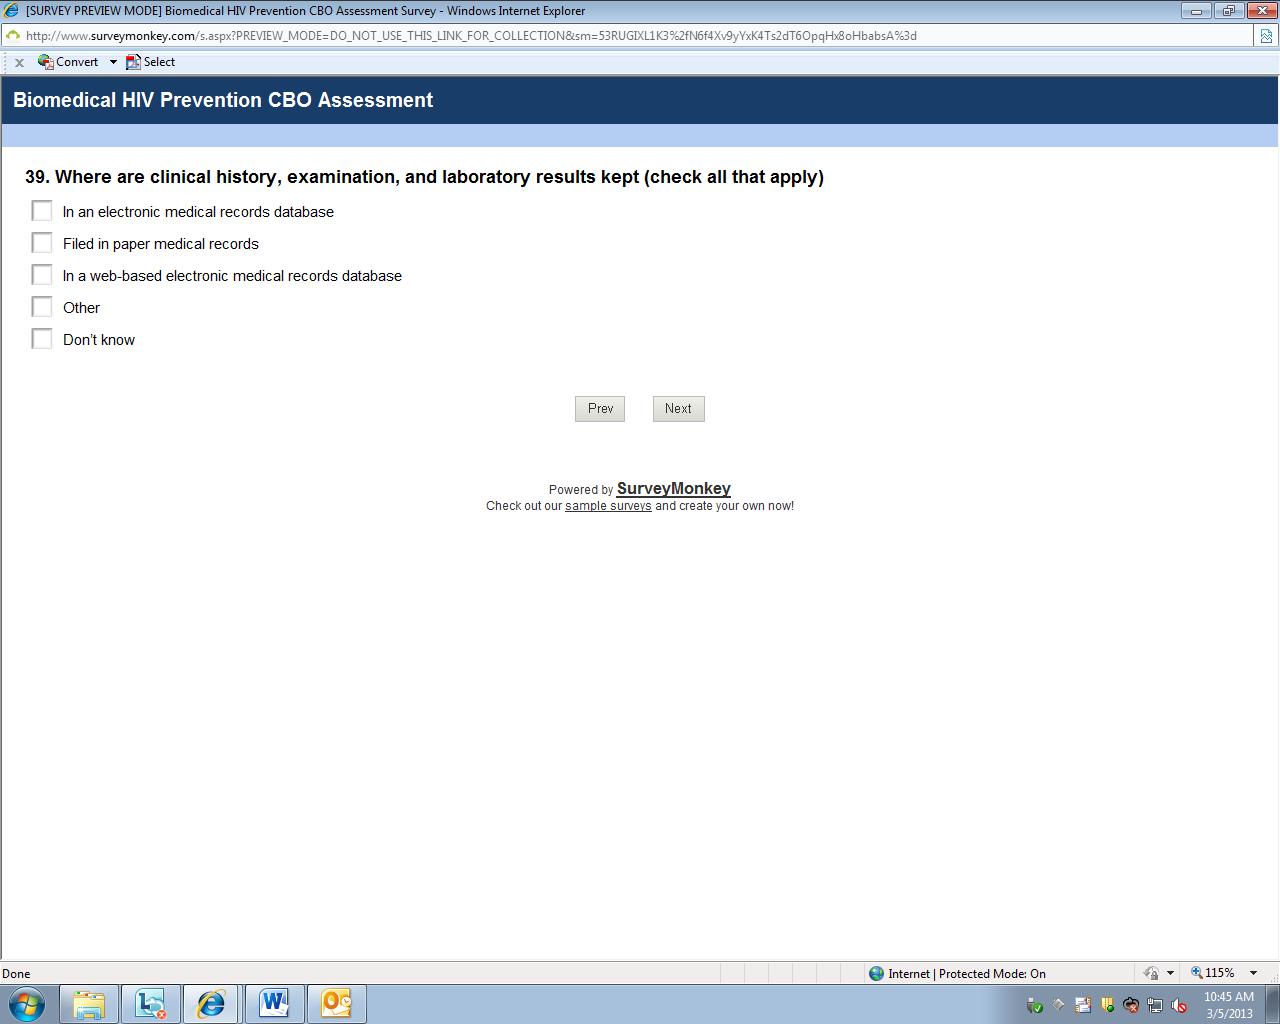 [SURVEY PREVIEW MODE] Biomedical HIV Prevention CBO Assessment Survey - Windows Internet Explorer
http://www.surveymonkey.com/s.aspx?PREVIEW_MODE=DO_NOT_USE_THIS_LINK_FOR_COLLECTION&sm=53RUGIXL1K3%2fN6f4Xv9yYxK4Ts2dT6OpqHx8oHbabsA%3d
x Convert Select
Biomedical HIV Prevention CBO Assessment
39. Where are clinical history, examination, and laboratory results kept (check all that apply)
In an electronic medical records database
Filed in paper medical records
In a web-based electronic medical records database
Other
Don't know
Prev Next
Powered by SurveyMonkey
Check out our sample surveys and create your own now!
Done Internet | Protected Mode: On 115%
10:45 AM
3/5/2013